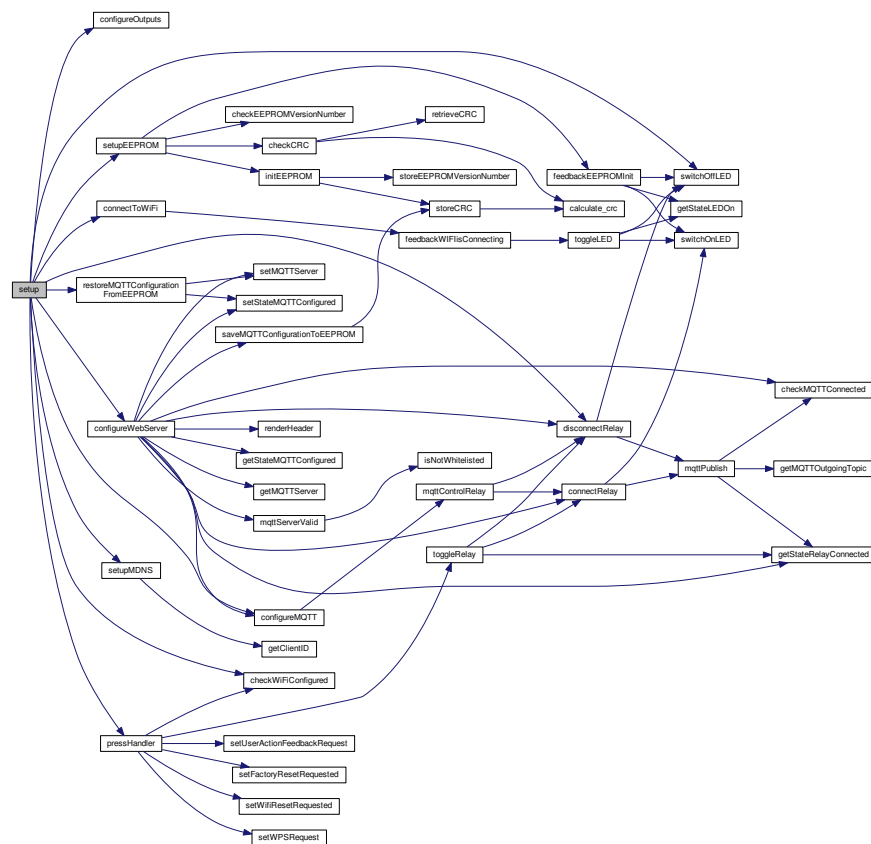 configureOutputs
checkEEPROMVersionNumber
retrieveCRC
setupEEPROM
checkCRC
initEEPROM
storeEEPROMVersionNumber
feedbackEEPROMInit
switchOffLED
connectToWiFi
storeCRC
calculate_crc
getStateLEDOn
feedbackWIFIisConnecting
toggleLED
switchOnLED
setup
restoreMQTTConfiguration
FromEEPROM
setMQTTServer
setStateMQTTConfigured
saveMQTTConfigurationToEEPROM
checkMQTTConnected
configureWebServer
renderHeader
disconnectRelay
getStateMQTTConfigured
isNotWhitelisted
mqttPublish
getMQTTOutgoingTopic
getMQTTServer
mqttControlRelay
connectRelay
mqttServerValid
toggleRelay
getStateRelayConnected
setupMDNS
configureMQTT
getClientID
checkWiFiConfigured
pressHandler
setUserActionFeedbackRequest
setFactoryResetRequested
setWifiResetRequested
setWPSRequest